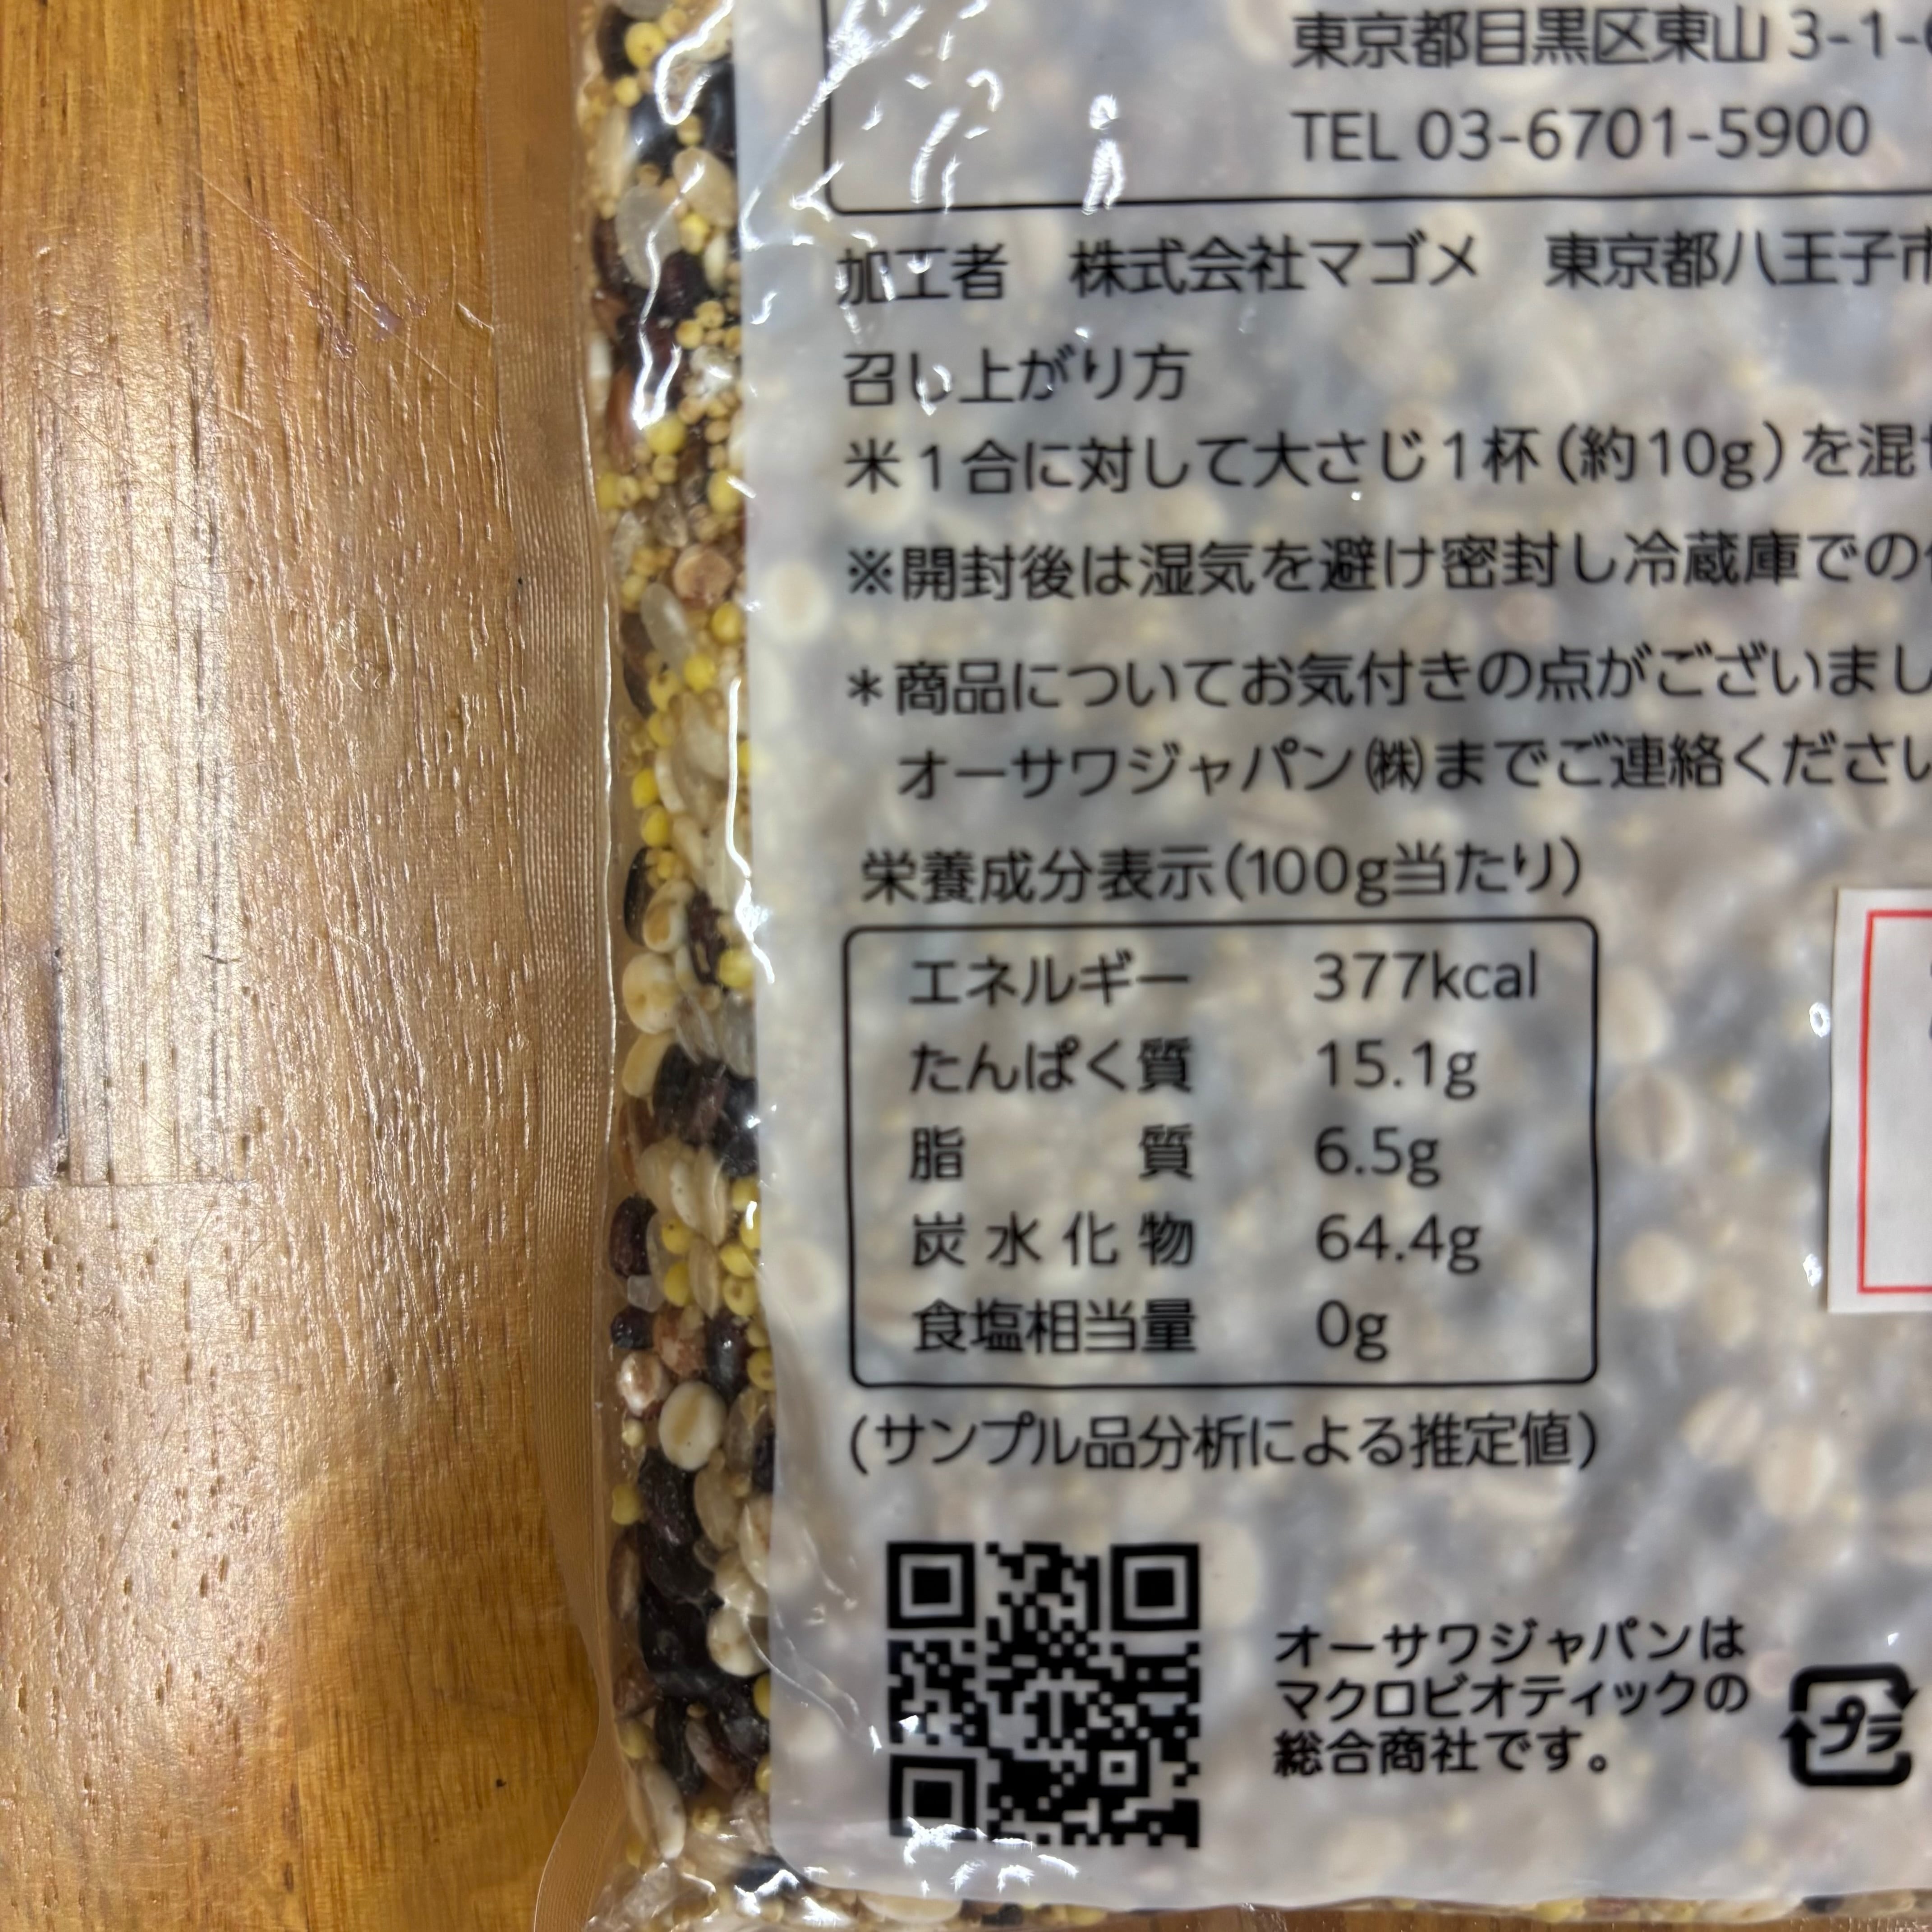 東京都目黒区東山 3-1-
TEL 03-6701-5900
加工者 株式会社マゴメ 東京都八王子市
召し上がり方
米1合に対して大さじ1杯(約10g)を混
※開封後は湿気を避け密封し冷蔵庫での
*商品についてお気付きの点がございまし
オーサワジャパン㈱までご連絡ください
栄養成分表示(100g当たり)
エネルギー 377kcal
たんぱく質 15.1g
脂質 6.5g
炭水化物 64.4g
食塩相当量 0g
(サンプル品分析による推定値)
オーサワジャパンは
マクロビオティックの
総合商社です。
プラ